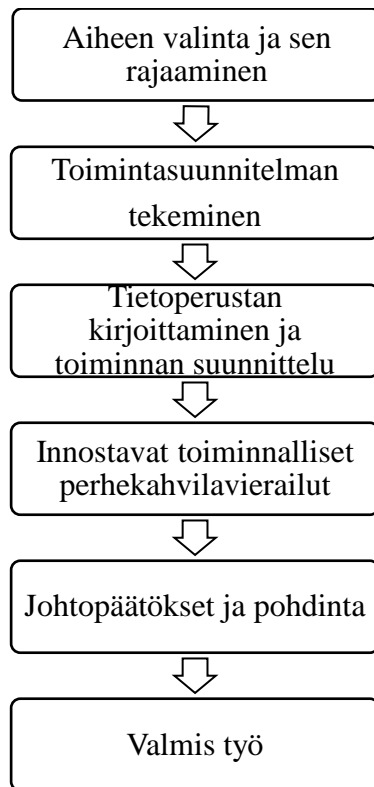 Aiheen valinta ja sen
rajaaminen
Toimintasuunnitelman
tekeminen
Tietoperustan
kirjoittaminen ja
toiminnan suunnittelu
Innostavat toiminnalliset
perhekahvilavierailut
Johtopäätökset ja pohdinta
Valmis työ